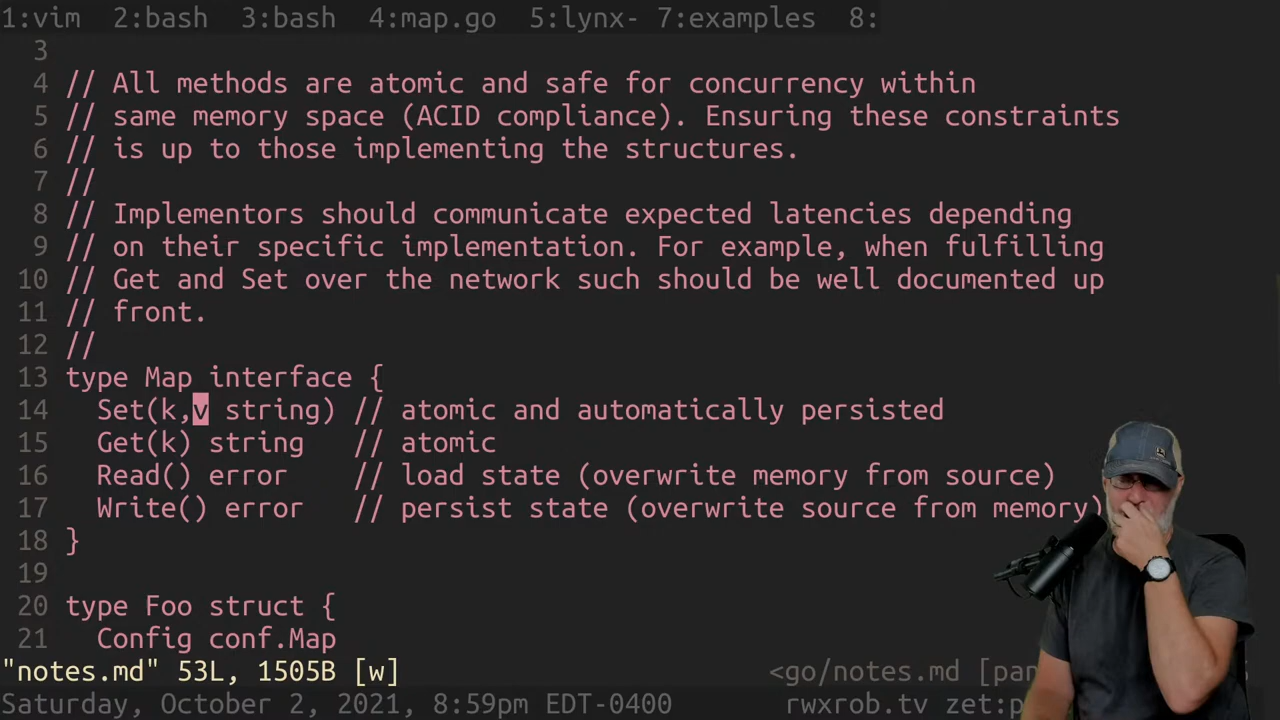 1:vim  2:bash  3:bash  4:map.go  5:lynx- 7:examples  8:
3
4 // All methods are atomic and safe for concurrency within
5 // same memory space (ACID compliance). Ensuring these constraints
6 // is up to those implementing the structures.
7 //
8 // Implementors should communicate expected latencies depending
9 // on their specific implementation. For example, when fulfilling
10 // Get and Set over the network such should be well documented up
11 // front.
12 //
13 type Map interface {
14   Set(k,v string) // atomic and automatically persisted
15   Get(k) string   // atomic
16   Read() error    // load state (overwrite memory from source)
17   Write() error   // persist state (overwrite source from memory)
18 }
19
20 type Foo struct {
21   Config conf.Map
"notes.md" 53L, 1505B [w] <go/notes.md [pan
Saturday, October 2, 2021, 8:59pm EDT-0400 rwxrob.tv zet:p